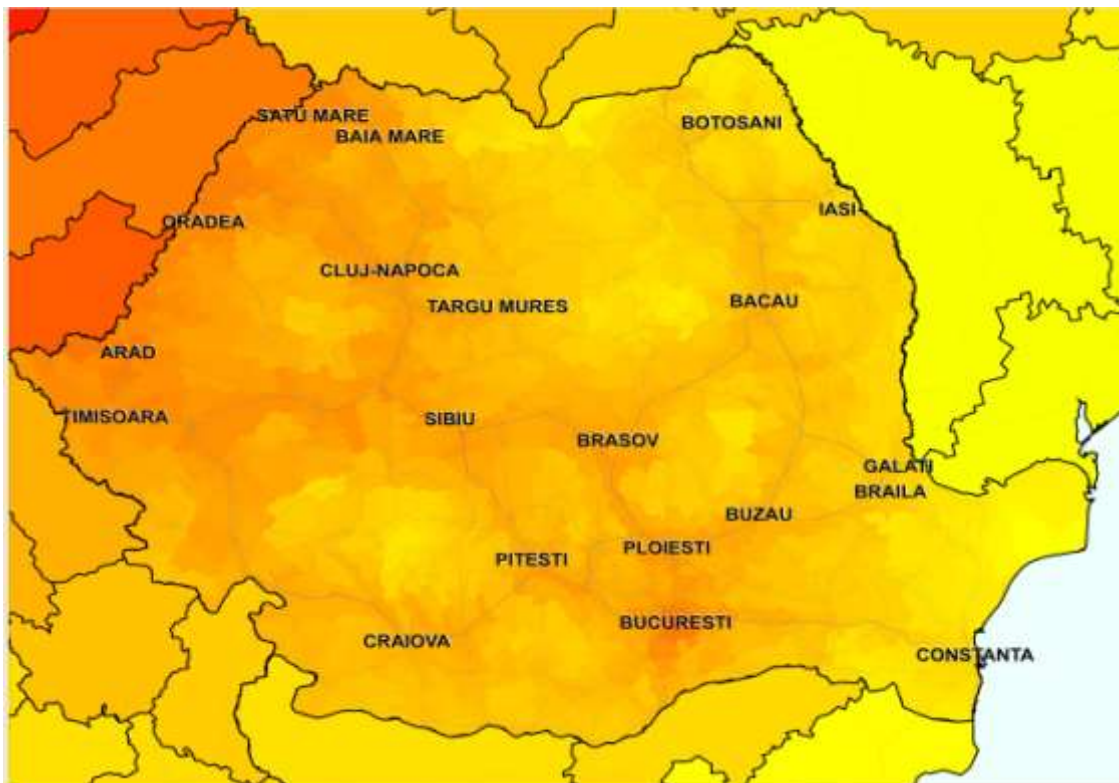 SATU MARE
BAIA MARE
BOTOSANI
ORADEA
IASI
CLUJ-NAPOCA
TARGU MURES
BACAU
ARAD
TIMISOARA
SIBIU
BRASOV
GALATI
BRAILA
BUZAU
PITESTI
PLOIESTI
BUCURESTI
CRAIOVA
CONSTANTA